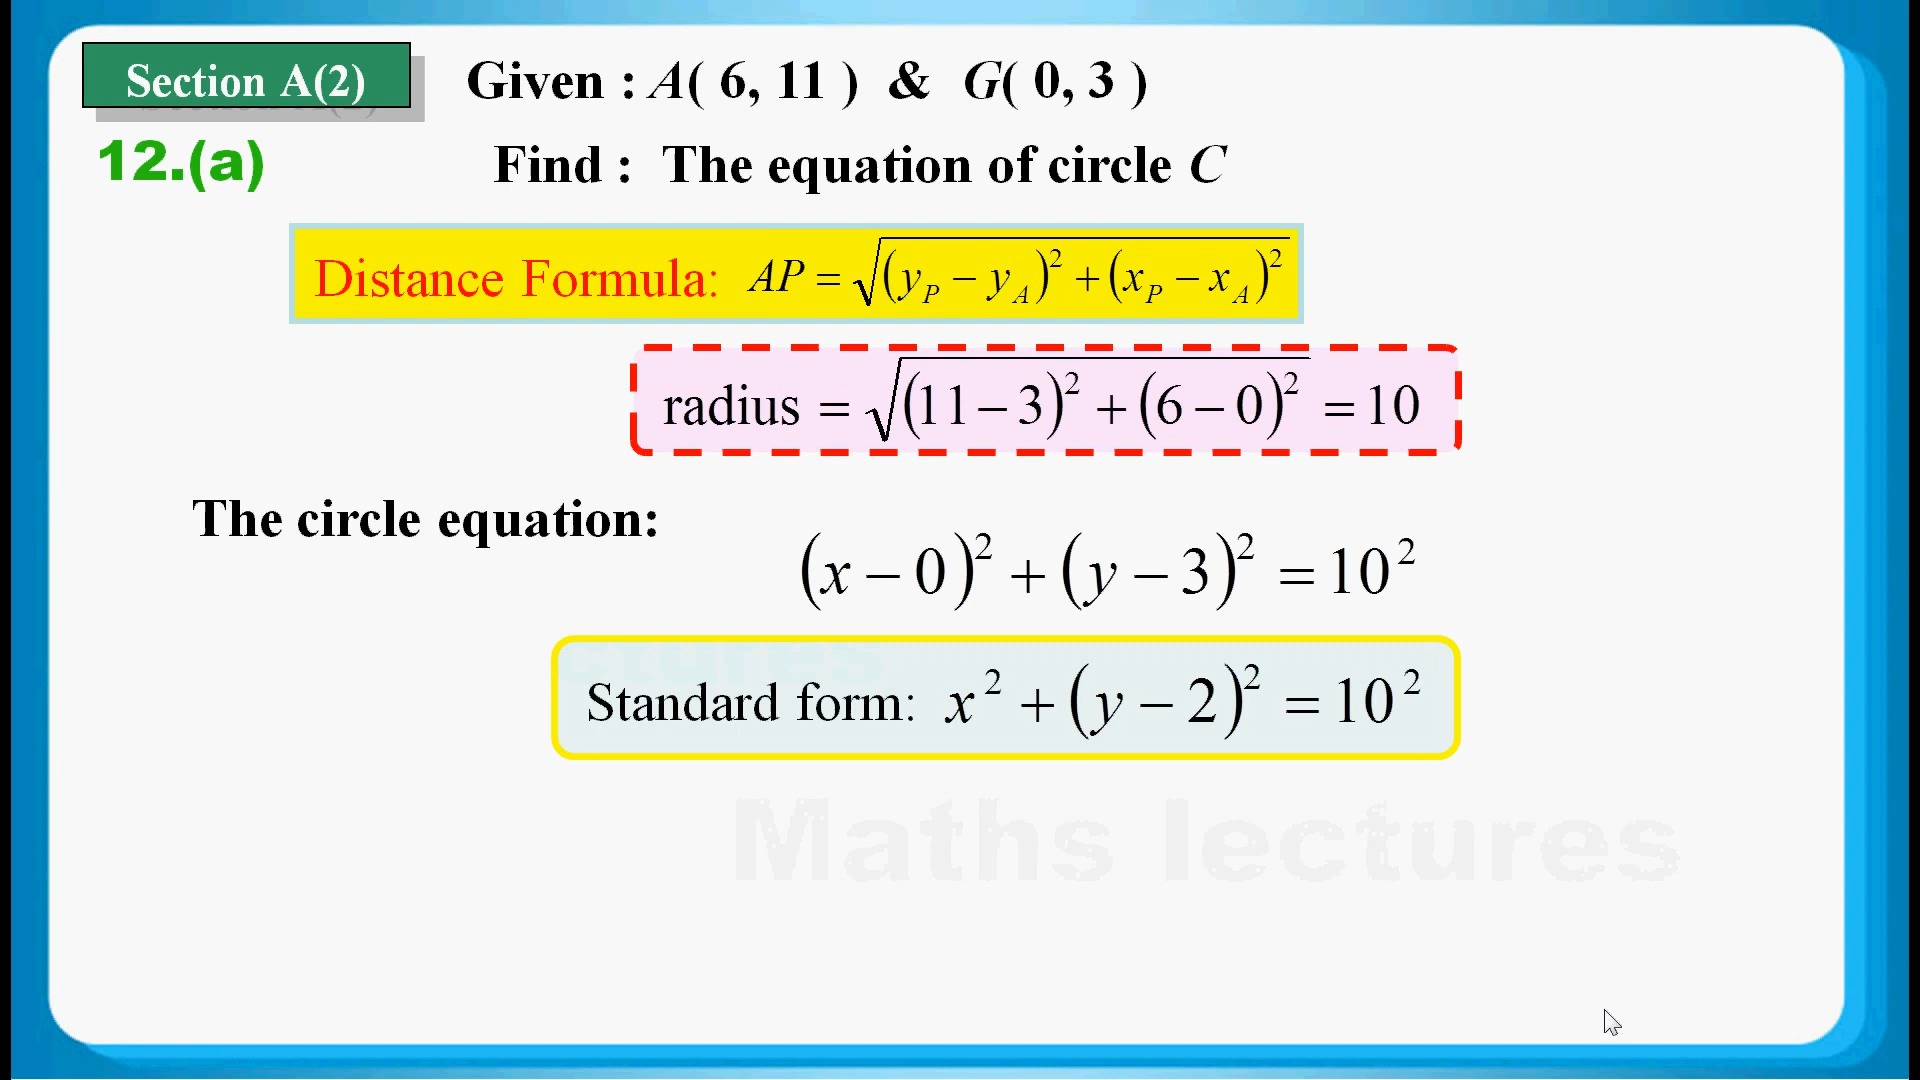 Section A(2)
Given : A( 6, 11 ) & G( 0, 3 )
12.(a)
Find : The equation of circle C
Distance Formula: AP = √((y_P − y_A)² + (x_P − x_A)²)
radius = √((11 − 3)² + (6 − 0)²) = 10
The circle equation:
(x − 0)² + (y − 3)² = 10²
Standard form: x² + (y − 2)² = 10²
Maths lectures